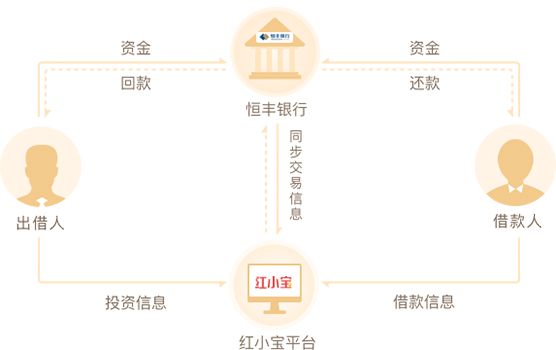 资金
资金
恒丰银行
回款
还款
恒丰银行
同步交易信息
出借人
借款人
红小宝
投资信息
借款信息
红小宝平台